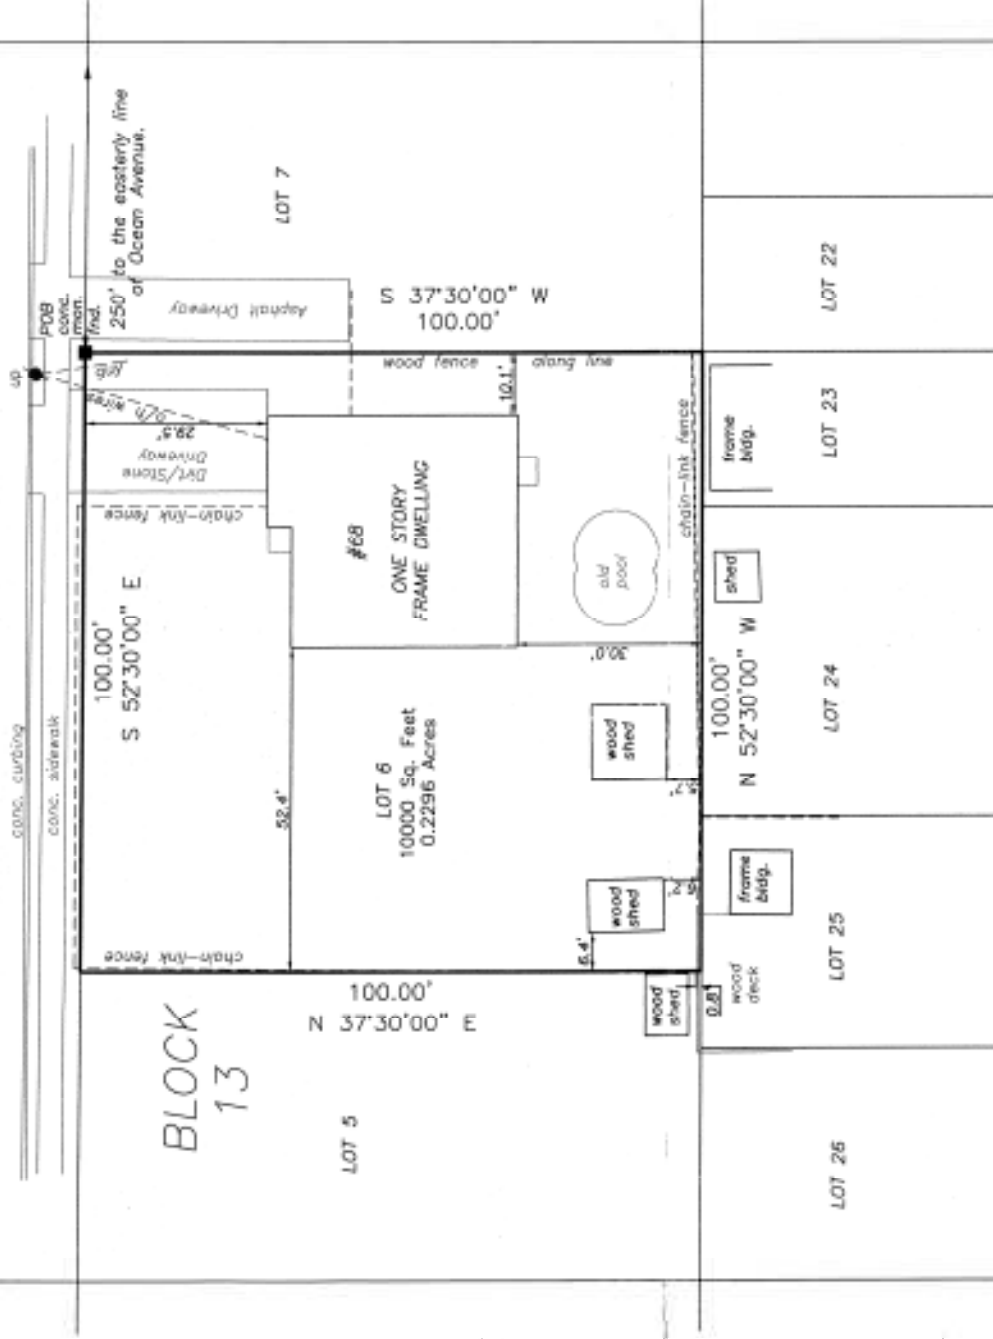 250' to the easterly line
of Ocean Avenue.
LOT 7
POB
conc.
mon.
fnd.
up
Asphalt Driveway
S 37°30'00" W
100.00'
wood fence
along line
10.1'
o/h wires
29.5'
Dirt/Stone
Driveway
chain-link fence
#68
ONE STORY
FRAME DWELLING
old
pool
chain-link fence
30.0'
100.00'
S 52°30'00" E
conc. curbing
conc. sidewalk
LOT 6
10000 Sq. Feet
0.2296 Acres
52.4'
wood
shed
wood
shed
6.4'
chain-link fence
100.00'
N 37°30'00" E
wood
shed
0.8'
wood
deck
frame
bldg.
shed
100.00'
N 52°30'00" W
frame
bldg.
LOT 22
LOT 23
LOT 24
LOT 25
LOT 26
BLOCK
13
LOT 5